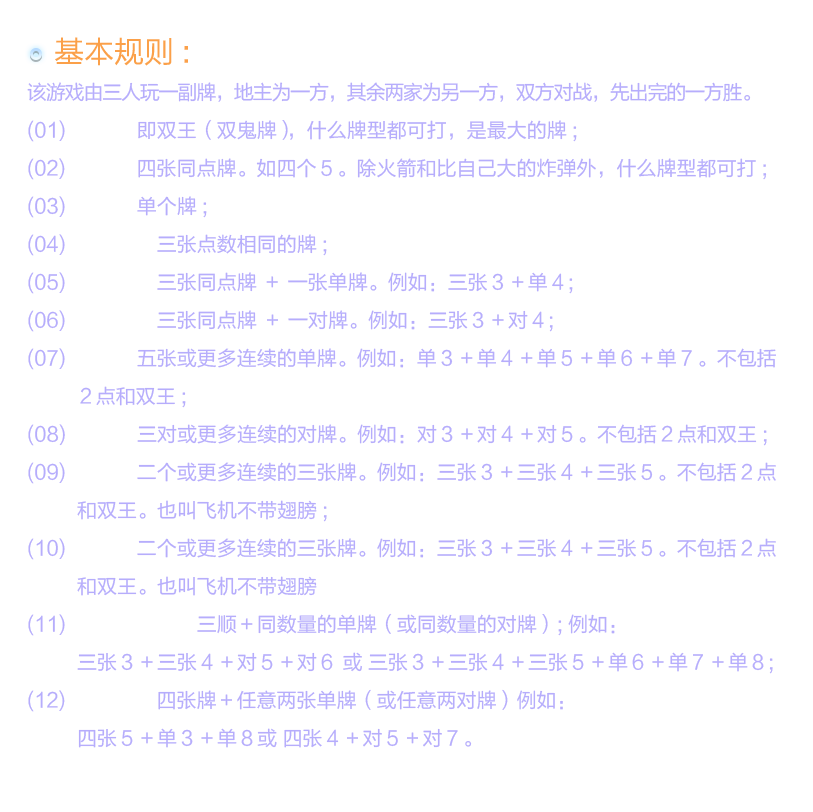 基本规则：
该游戏由三人玩一副牌，地主为一方，其余两家为另一方，双方对战，先出完的一方胜。
(01) 即双王（双鬼牌），什么牌型都可打，是最大的牌；
(02) 四张同点牌。如四个５。除火箭和比自己大的炸弹外，什么牌型都可打；
(03) 单个牌；
(04) 三张点数相同的牌；
(05) 三张同点牌 ＋ 一张单牌。例如：三张３＋单４；
(06) 三张同点牌 ＋ 一对牌。例如：三张３＋对４；
(07) 五张或更多连续的单牌。例如：单３＋单４＋单５＋单６＋单７。不包括
２点和双王；
(08) 三对或更多连续的对牌。例如：对３＋对４＋对５。不包括２点和双王；
(09) 二个或更多连续的三张牌。例如：三张３＋三张４＋三张５。不包括２点
和双王。也叫飞机不带翅膀；
(10) 二个或更多连续的三张牌。例如：三张３＋三张４＋三张５。不包括２点
和双王。也叫飞机不带翅膀
(11) 三顺＋同数量的单牌（或同数量的对牌）；例如：
三张３＋三张４＋对５＋对６ 或 三张３＋三张４＋三张５＋单６＋单７＋单８；
(12) 四张牌＋任意两张单牌（或任意两对牌）例如：
四张５＋单３＋单８或 四张４＋对５＋对７。